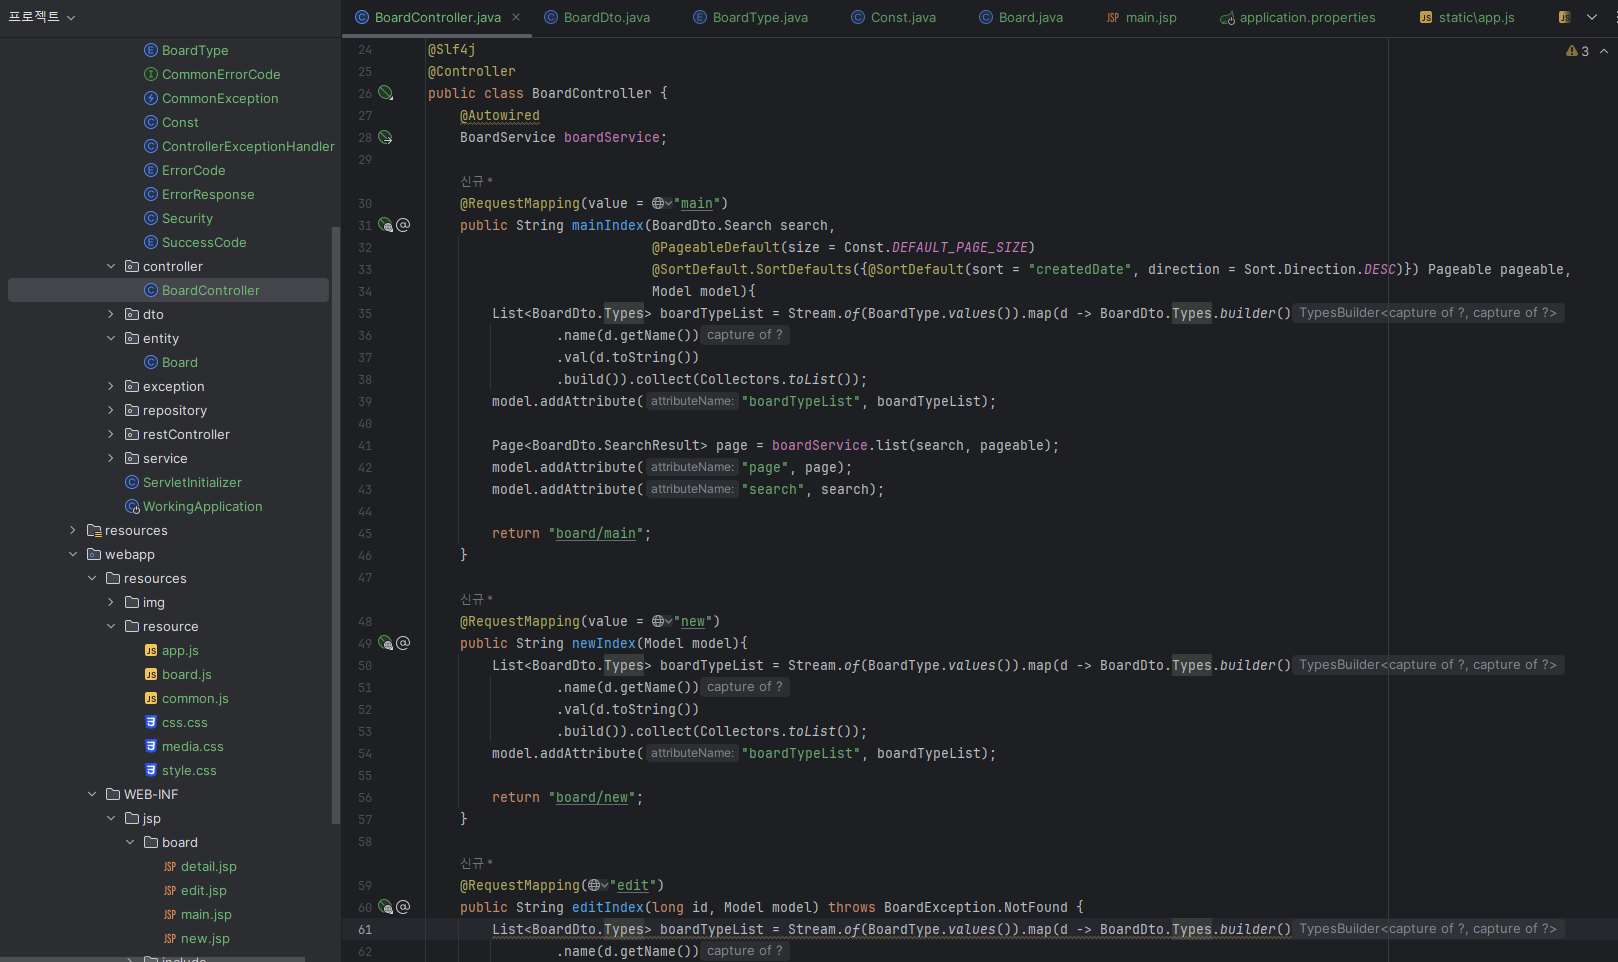 프로젝트
BoardController.java
BoardDto.java
BoardType.java
Const.java
Board.java
JSP main.jsp
application.properties
JS static\app.js
JS
BoardType
CommonErrorCode
CommonException
Const
ControllerExceptionHandler
ErrorCode
ErrorResponse
Security
SuccessCode
controller
BoardController
dto
entity
Board
exception
repository
restController
service
ServletInitializer
WorkingApplication
resources
webapp
resources
img
resource
JS app.js
JS board.js
JS common.js
css.css
media.css
style.css
WEB-INF
jsp
board
JSP detail.jsp
JSP edit.jsp
JSP main.jsp
JSP new.jsp
include
3
24 @Slf4j
25 @Controller
26 public class BoardController {
27 @Autowired
28 BoardService boardService;
29
신규 *
30 @RequestMapping(value = "main")
31 public String mainIndex(BoardDto.Search search,
32 @PageableDefault(size = Const.DEFAULT_PAGE_SIZE)
33 @SortDefault.SortDefaults({@SortDefault(sort = "createdDate", direction = Sort.Direction.DESC)}) Pageable pageable,
34 Model model){
35 List<BoardDto.Types> boardTypeList = Stream.of(BoardType.values()).map(d -> BoardDto.Types.builder() TypesBuilder<capture of ?, capture of ?>
36 .name(d.getName()) capture of ?
37 .val(d.toString())
38 .build()).collect(Collectors.toList());
39 model.addAttribute( attributeName: "boardTypeList", boardTypeList);
40
41 Page<BoardDto.SearchResult> page = boardService.list(search, pageable);
42 model.addAttribute( attributeName: "page", page);
43 model.addAttribute( attributeName: "search", search);
44
45 return "board/main";
46 }
47
신규 *
48 @RequestMapping(value = "new")
49 public String newIndex(Model model){
50 List<BoardDto.Types> boardTypeList = Stream.of(BoardType.values()).map(d -> BoardDto.Types.builder() TypesBuilder<capture of ?, capture of ?>
51 .name(d.getName()) capture of ?
52 .val(d.toString())
53 .build()).collect(Collectors.toList());
54 model.addAttribute( attributeName: "boardTypeList", boardTypeList);
55
56 return "board/new";
57 }
58
신규 *
59 @RequestMapping("edit")
60 public String editIndex(long id, Model model) throws BoardException.NotFound {
61 List<BoardDto.Types> boardTypeList = Stream.of(BoardType.values()).map(d -> BoardDto.Types.builder() TypesBuilder<capture of ?, capture of ?>
62 .name(d.getName()) capture of ?